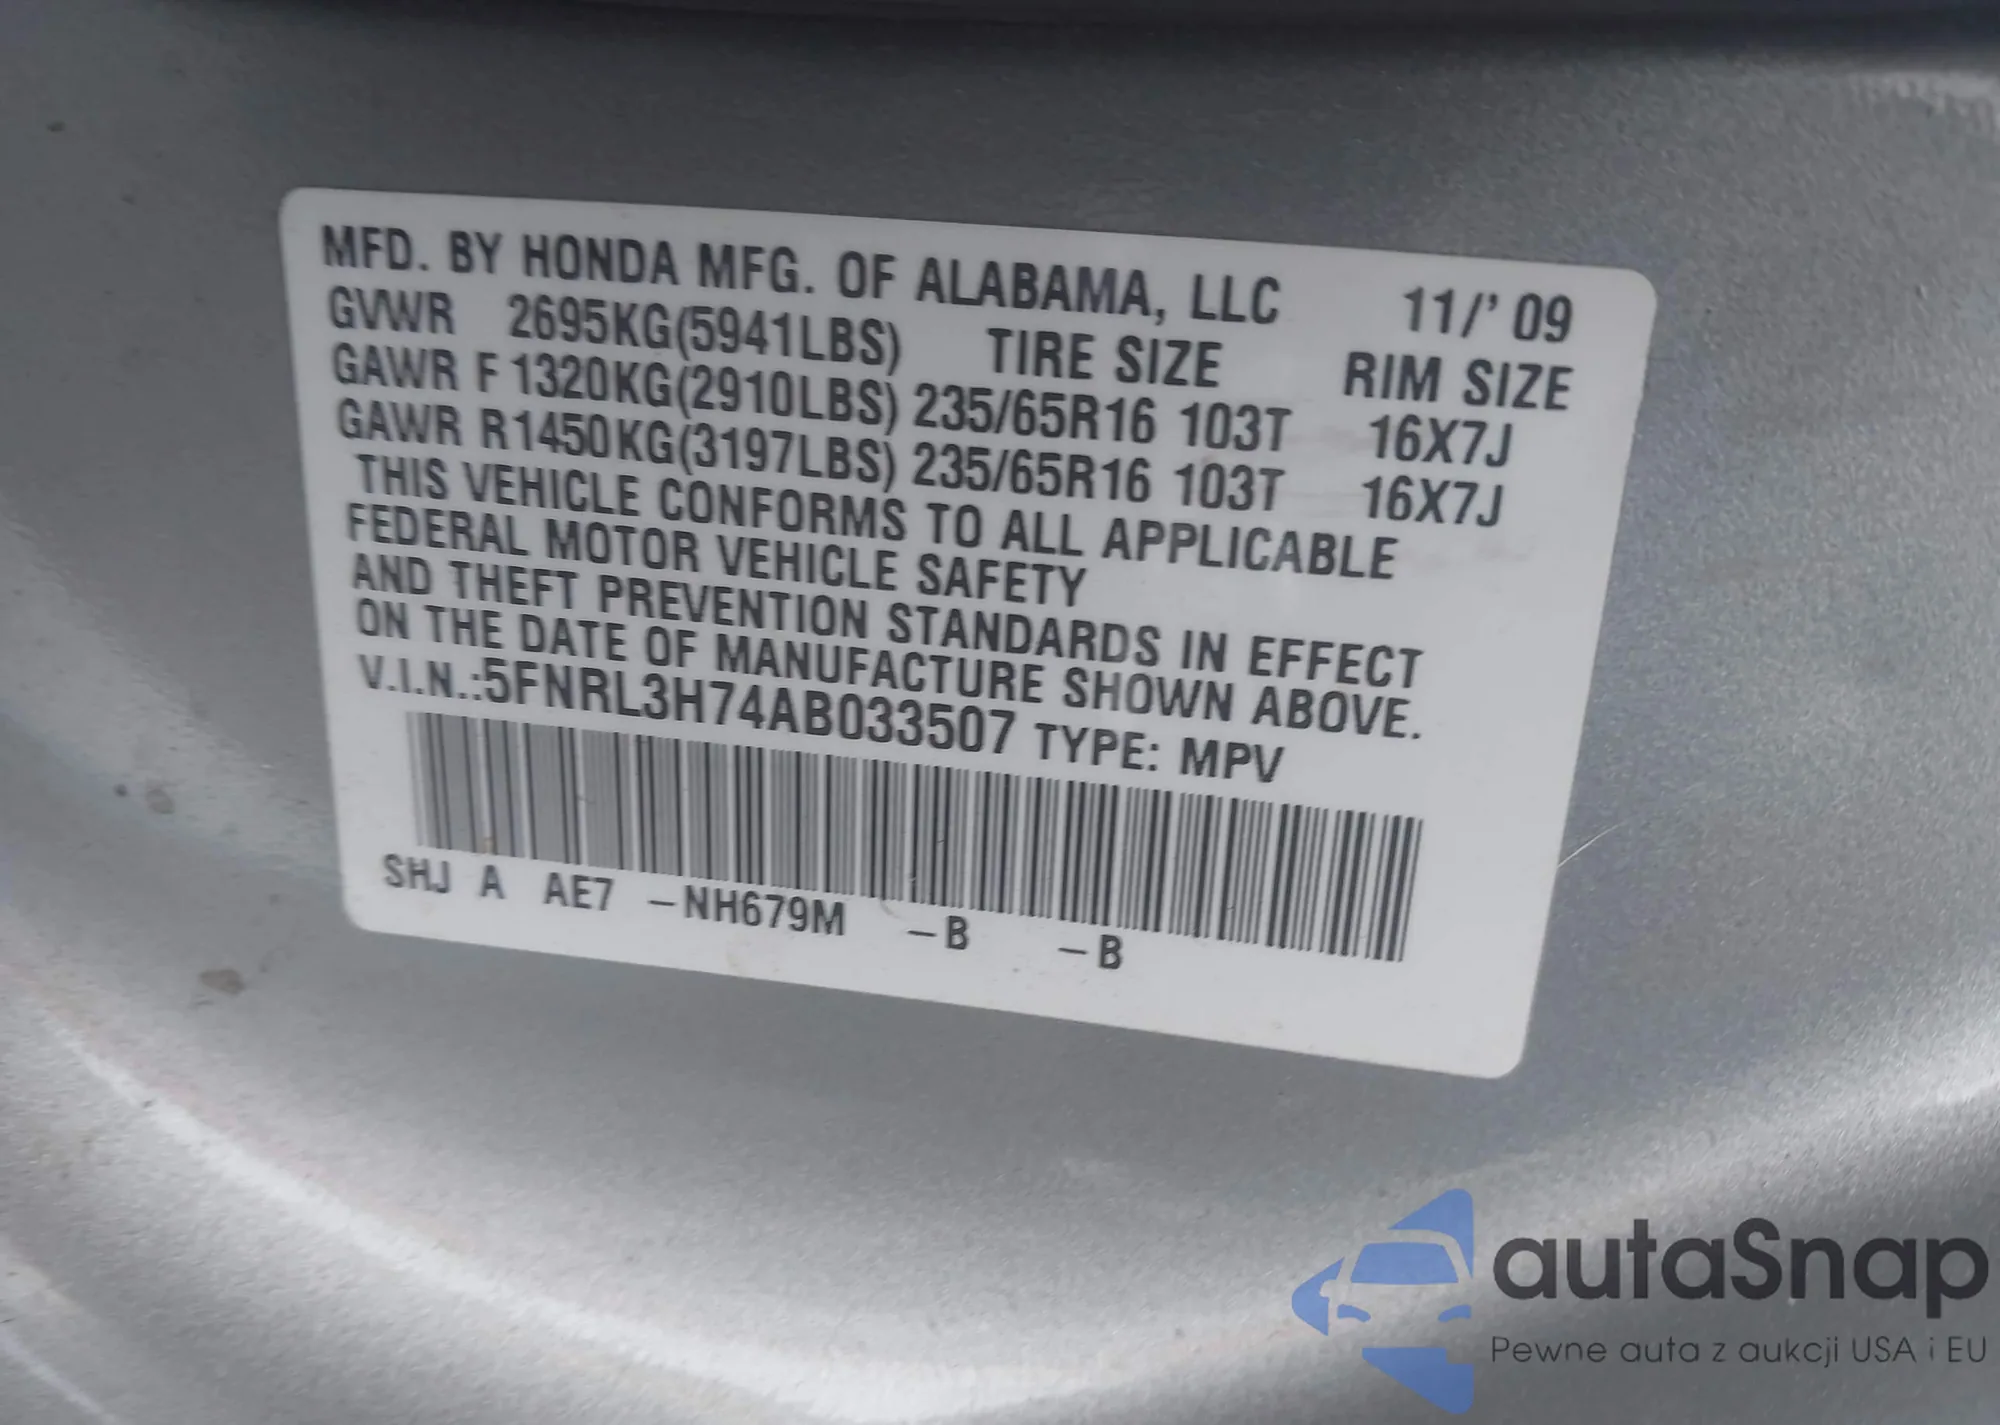 MFD. BY HONDA MFG. OF ALABAMA, LLC 11/' 09
GVWR 2695KG(5941LBS) TIRE SIZE RIM SIZE
GAWR F 1320KG(2910LBS) 235/65R16 103T 16X7J
GAWR R1450KG(3197LBS) 235/65R16 103T 16X7J
THIS VEHICLE CONFORMS TO ALL APPLICABLE
FEDERAL MOTOR VEHICLE SAFETY
AND THEFT PREVENTION STANDARDS IN EFFECT
ON THE DATE OF MANUFACTURE SHOWN ABOVE.
V.I.N.:5FNRL3H74AB033507 TYPE: MPV
SHJ A AE7 -NH679M -B -B
autaSnap
Pewne auta z aukcji USA i EU